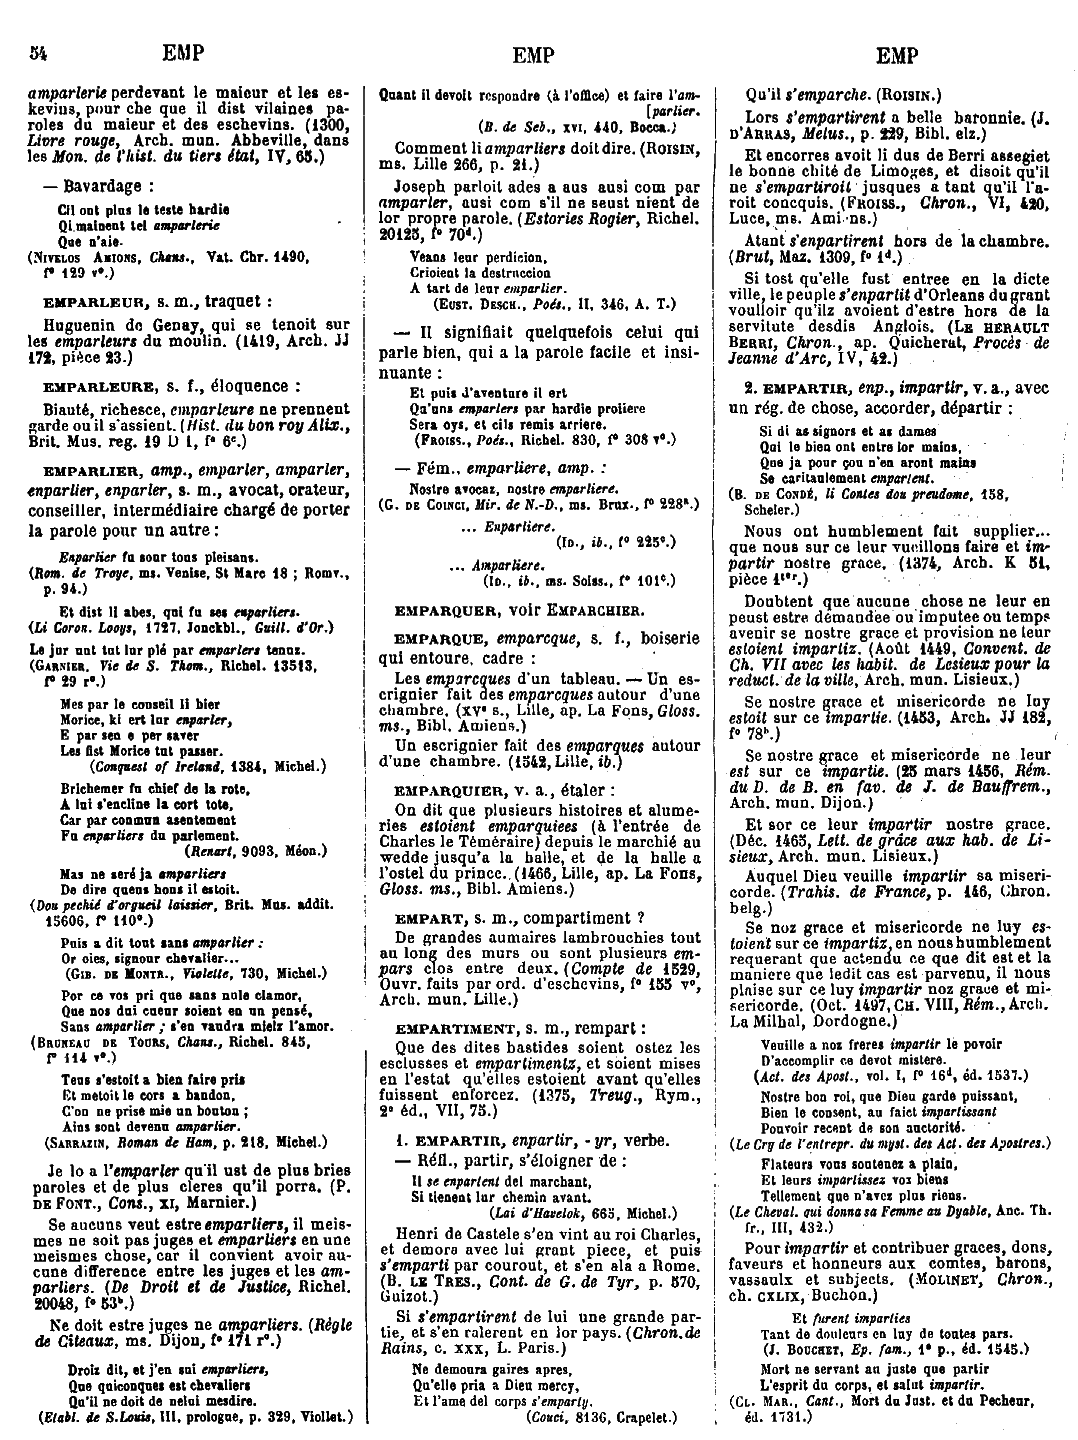 54 EMP EMP EMP
amparlerie perdevant le maieur et les es-
kevins, pour che que il dist vilaines pa-
roles du maieur et des eschevins. (1300,
Livre rouge, Arch. mun. Abbeville, dans
les Mon. de l'hist. du tiers état, IV, 65.)
— Bavardage :
Cil ont plus le teste hardie
Qi mainent tel amparlerie
Que n'aie.
(NIVELOS AMIONS, Chans., Vat. Chr. 1490,
f° 129 v°.)
EMPARLEUR, s. m., traquet :
Huguenin de Genay, qui se tenoit sur
les emparleurs du moulin. (1419, Arch. JJ
172, pièce 23.)
EMPARLEURE, s. f., éloquence :
Biauté, richesce, emparleure ne prennent
garde ou il s'assient. (Hist. du bon roy Alix.,
Brit. Mus. reg. 19 D I, f° 6ᶜ.)
EMPARLIER, amp., emparler, amparler,
enparlier, enparler, s. m., avocat, orateur,
conseiller, intermédiaire chargé de porter
la parole pour un autre :
Enparlier fu sour tous pleisans.
(Rom. de Troye, ms. Venise, St Marc 18 ; Romv.,
p. 94.)
Et dist li abes, qui fu ses enparliers.
(Li Coron. Looys, 1727, Jonckbl., Guill. d'Or.)
Le jur unt tut lur plé par emparlers tenuz.
(GARNIER, Vie de S. Thom., Richel. 13513,
f° 29 r°.)
Mes par le conseil li bier
Morice, ki ert lur enparler,
E par sen e per saver
Les fist Morice tut passer.
(Conquest of Ireland, 1384, Michel.)
Brichemer fu chief de la rote,
A lui s'encline la cort tote,
Car par conmun asentement
Fu enparliers du parlement.
(Renart, 9093, Méon.)
Mas ne seré ja amparliers
De dire queus bons il estoit.
(Dou pechié d'orgueil laissier, Brit. Mus. addit.
15606, f° 110ᵉ.)
Puis a dit tout sans amparlier :
Or oies, signour chevalier...
(GIB. DE MONTR., Violette, 730, Michel.)
Por ce vos pri que sans nule clamor,
Que nos dui cueur soient en un pensé,
Sans amparlier ; s'en vaudra mielz l'amor.
(BRUNEAU DE TOURS, Chans., Richel. 845,
f° 114 v°.)
Tens s'estoit a bien faire pris
Et metoit le cors a bandon,
C'on ne prise mie un bouton ;
Ains sont devenu amparlier.
(SARRAZIN, Roman de Ham, p. 218, Michel.)
Je lo a l'emparler qu'il ust de plus bries
paroles et de plus cleres qu'il porra. (P.
DE FONT., Cons., XI, Marnier.)
Se aucuns veut estre emparliers, il meis-
mes ne soit pas juges et emparliers en une
meismes chose, car il convient avoir au-
cune difference entre les juges et les am-
parliers. (De Droit et de Justice, Richel.
20048, f° 53ᵇ.)
Ne doit estre juges ne amparliers. (Règle
de Citeaux, ms. Dijon, f° 171 r°.)
Droiz dit, et j'en sui emparliers,
Que quiconques est chevaliers
Qu'il ne doit de nelui mesdire.
(Etabl. de S. Louis, III, prologue, p. 329, Viollet.)
Quant il devoit respondre (à l'office) et faire l'am-
[parlier.
(B. de Seb., XVI, 440, Bocca.)
Comment li amparliers doit dire. (ROISIN,
ms. Lille 266, p. 21.)
Joseph parloit ades a aus ausi com par
amparler, ausi com s'il ne seust nient de
lor propre parole. (Estories Rogier, Richel.
20125, f° 70ᵈ.)
Veans leur perdicion,
Crioient la destruccion
A tart de leur emparlier.
(EUST. DESCH., Poés., II, 346, A. T.)
— Il signifiait quelquefois celui qui
parle bien, qui a la parole facile et insi-
nuante :
Et puis d'aventure il ert
Qu'uns emparlers par hardie proliere
Sera oys, et cils remis arriere.
(FROISS., Poés., Richel. 830, f° 308 v°.)
— Fém., emparliere, amp. :
Nostre avocaz, nostre emparliere.
(G. DE COINCI, Mir. de N.-D., ms. Brux., f° 228ᵇ.)
... Enparliere.
(ID., ib., f° 225ᵉ.)
... Amparliere.
(ID., ib., ms. Soiss., f° 101ᶜ.)
EMPARQUER, voir EMPARCHIER.
EMPARQUE, emparcque, s. f., boiserie
qui entoure, cadre :
Les emparcques d'un tableau. — Un es-
crignier fait des emparcques autour d'une
chambre. (XVᵉ s., Lille, ap. La Fons, Gloss.
ms., Bibl. Amiens.)
Un escrignier fait des emparques autour
d'une chambre. (1542, Lille, ib.)
EMPARQUIER, v. a., étaler :
On dit que plusieurs histoires et alume-
ries estoient emparquiees (à l'entrée de
Charles le Téméraire) depuis le marchié au
wedde jusqu'a la halle, et de la halle a
l'ostel du prince. (1466, Lille, ap. La Fons,
Gloss. ms., Bibl. Amiens.)
EMPART, s. m., compartiment ?
De grandes aumaires lambrouchies tout
au long des murs ou sont plusieurs em-
pars clos entre deux. (Compte de 1529,
Ouvr. faits par ord. d'eschevins, f° 155 v°,
Arch. mun. Lille.)
EMPARTIMENT, s. m., rempart :
Que des dites bastides soient ostez les
esclusses et empartimentz, et soient mises
en l'estat qu'elles estoient avant qu'elles
fuissent enforcez. (1375, Treug., Rym.,
2ᵉ éd., VII, 75.)
1. EMPARTIR, enpartir, - yr, verbe.
— Réfl., partir, s'éloigner de :
Il se enpartent del marchant,
Si tienent lur chemin avant.
(Lai d'Havelok, 665, Michel.)
Henri de Castele s'en vint au roi Charles,
et demora avec lui grant piece, et puis
s'emparti par courout, et s'en ala a Rome.
(B. LE TRES., Cont. de G. de Tyr, p. 570,
Guizot.)
Si s'empartirent de lui une grande par-
tie, et s'en ralerent en lor pays. (Chron. de
Rains, c. XXX, L. Paris.)
Ne demoura gaires apres,
Qu'elle pria a Dieu mercy,
Et l'ame del corps s'emparty.
(Couci, 8136, Crapelet.)
Qu'il s'emparche. (ROISIN.)
Lors s'empartirent a belle baronnie. (J.
D'ARRAS, Melus., p. 229, Bibl. elz.)
Et encorres avoit li dus de Berri assegiet
le bonne chité de Limoges, et disoit qu'il
ne s'empartiroit jusques a tant qu'il l'a-
roit concquis. (FROISS., Chron., VI, 420,
Luce, ms. Amiens.)
Atant s'enpartirent hors de la chambre.
(Brut, Maz. 1309, f° 1ᵈ.)
Si tost qu'elle fust entree en la dicte
ville, le peuple s'enpartit d'Orleans du grant
voulloir qu'ilz avoient d'estre hors de la
servitute desdis Anglois. (LE HERAULT
BERRI, Chron., ap. Quicherat, Procès de
Jeanne d'Arc, IV, 42.)
2. EMPARTIR, enp., impartir, v. a., avec
un rég. de chose, accorder, départir :
Si di as signors et as dames
Qui le bien ont entre lor mains,
Que ja pour çou n'en aront mains
Se caritaulement empartent.
(B. DE CONDÉ, li Contes dou preudome, 158,
Scheler.)
Nous ont humblement fait supplier...
que nous sur ce leur vueillons faire et im-
partir nostre grace. (1374, Arch. K 51,
pièce 1ᵗᵉʳ.)
Doubtent que aucune chose ne leur en
peust estre demandee ou imputee ou temps
avenir se nostre grace et provision ne leur
estoient impartiz. (Août 1449, Convent. de
Ch. VII avec les habit. de Lesieux pour la
reduct. de la ville, Arch. mun. Lisieux.)
Se nostre grace et misericorde ne luy
estoit sur ce impartie. (1453, Arch. JJ 182,
f° 78ᵇ.)
Se nostre grace et misericorde ne leur
est sur ce impartie. (25 mars 1456, Rém.
du D. de B. en fav. de J. de Bauffrem.,
Arch. mun. Dijon.)
Et sor ce leur impartir nostre grace.
(Déc. 1465, Lett. de grâce aux hab. de Li-
sieux, Arch. mun. Lisieux.)
Auquel Dieu veuille impartir sa miseri-
corde. (Trahis. de France, p. 146, Chron.
belg.)
Se noz grace et misericorde ne luy es-
toient sur ce impartiz, en nous humblement
requerant que actendu ce que dit est et la
maniere que ledit cas est parvenu, il nous
plaise sur ce luy impartir noz grace et mi-
sericorde. (Oct. 1497, CH. VIII, Rém., Arch.
La Milhal, Dordogne.)
Veuille a noz freres impartir le povoir
D'accomplir ce devot mistere.
(Act. des Apost., vol. I, f° 16ᵈ, éd. 1537.)
Nostre bon roi, que Dieu garde puissant,
Bien le consent, au faict impartissant
Pouvoir recent de son auctorité.
(Le Cry de l'entrepr. du myst. des Act. des Apostres.)
Flateurs vous soutenez a plain,
Et leurs impartissez voz biens
Tellement que n'avez plus riens.
(Le Cheval. qui donna sa Femme au Dyable, Anc. Th.
fr., III, 432.)
Pour impartir et contribuer graces, dons,
faveurs et honneurs aux comtes, barons,
vassaulx et subjects. (MOLINET, Chron.,
ch. CXLIX, Buchon.)
Et furent imparties
Tant de douleurs en luy de toutes pars.
(J. BOUCHET, Ep. fam., 1ᵉ p., éd. 1545.)
Mort ne servant au juste que partir
L'esprit du corps, et salut impartir.
(CL. MAR., Cant., Mort du Just. et du Pecheur,
éd. 1731.)